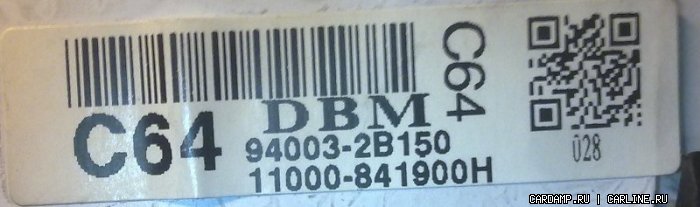 C64
DBM
C64
94003-2B150
11000-841900H
028
CARDAMP.RU | CARLINE.RU